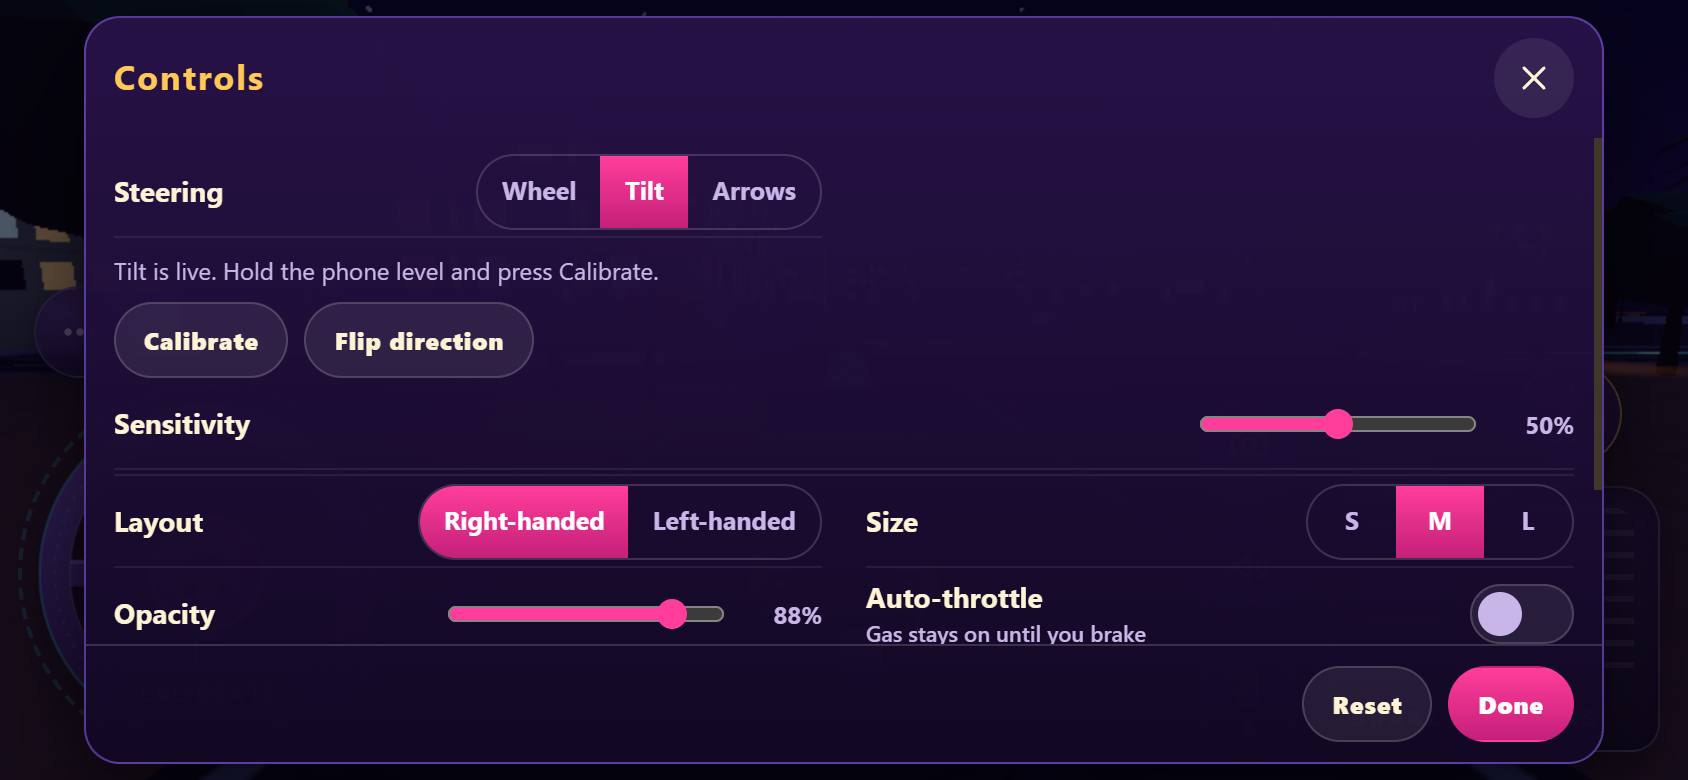 Controls
Steering
Wheel
Tilt
Arrows
Tilt is live. Hold the phone level and press Calibrate.
Calibrate
Flip direction
Sensitivity
50%
Layout
Right-handed
Left-handed
Size
S
M
L
Opacity
88%
Auto-throttle
Gas stays on until you brake
Reset
Done